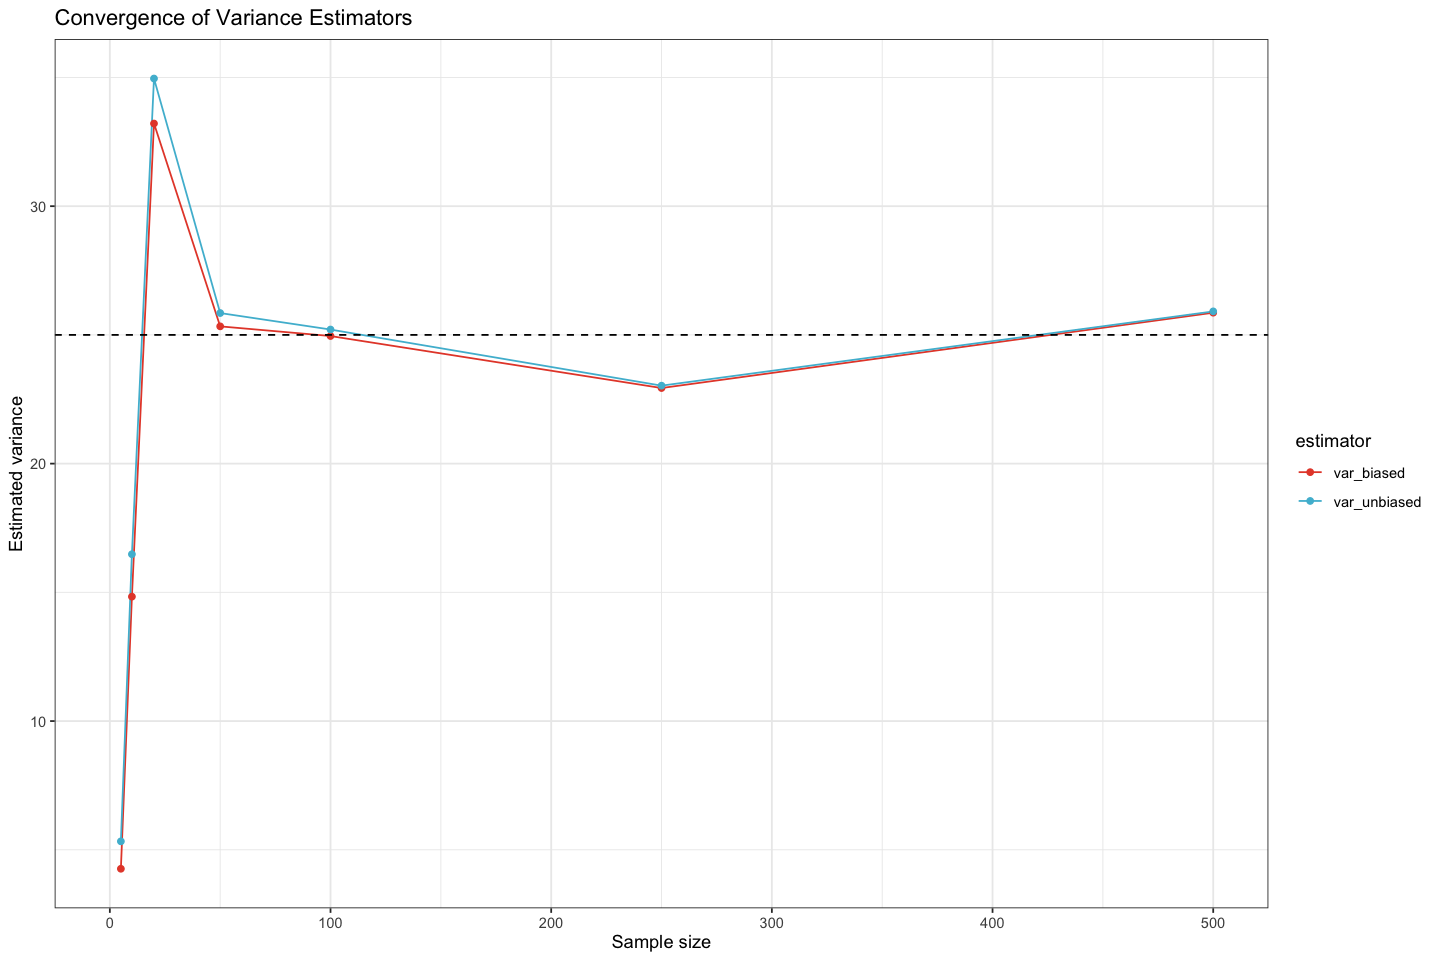 Convergence of Variance Estimators
Estimated variance
30
20
10
0
100
200
300
400
500
Sample size
estimator
var_biased
var_unbiased